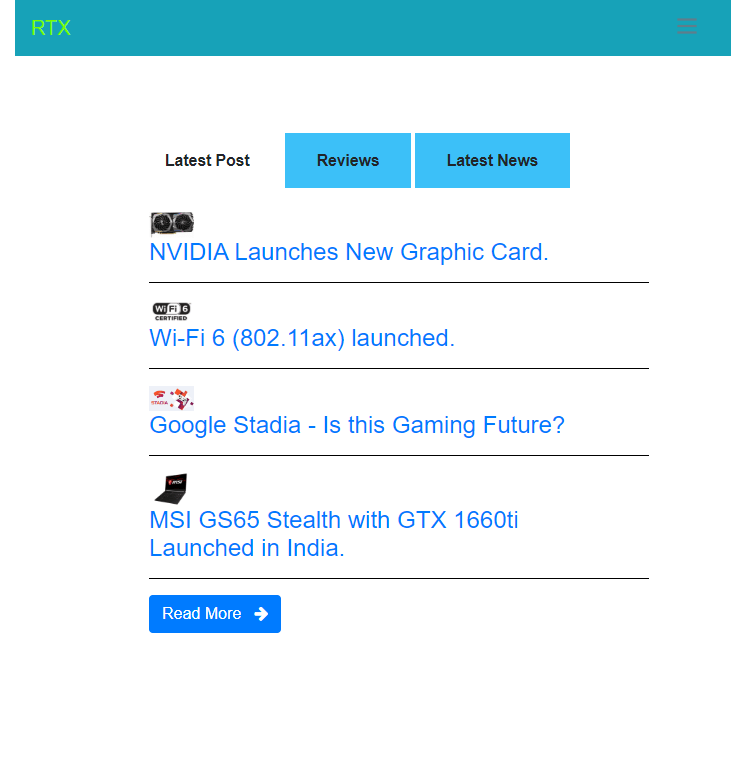 RTX
Latest Post
Reviews
Latest News
NVIDIA Launches New Graphic Card.
Wi Fi 6
CERTIFIED
Wi-Fi 6 (802.11ax) launched.
STADIA
Google Stadia - Is this Gaming Future?
msi
MSI GS65 Stealth with GTX 1660ti
Launched in India.
Read More